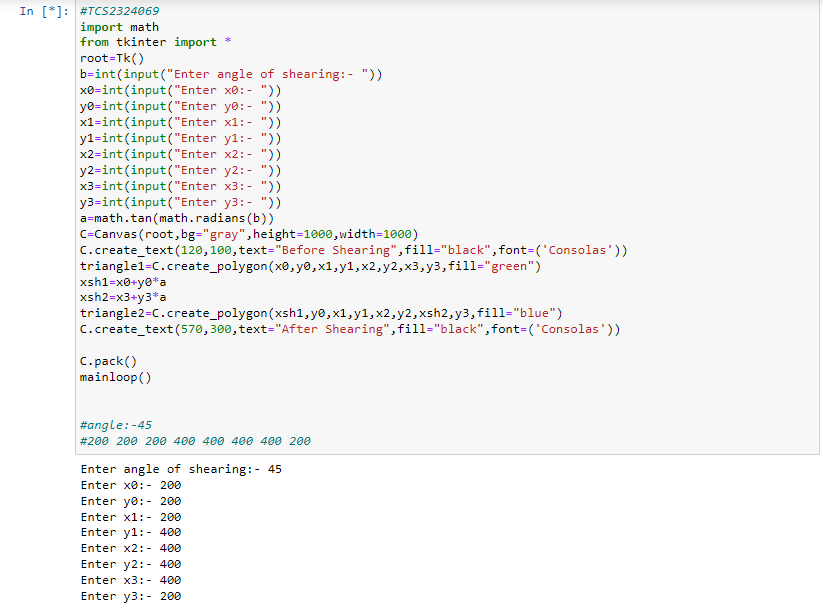 In [*]: #TCS2324069
import math
from tkinter import *
root=Tk()
b=int(input("Enter angle of shearing:- "))
x0=int(input("Enter x0:- "))
y0=int(input("Enter y0:- "))
x1=int(input("Enter x1:- "))
y1=int(input("Enter y1:- "))
x2=int(input("Enter x2:- "))
y2=int(input("Enter y2:- "))
x3=int(input("Enter x3:- "))
y3=int(input("Enter y3:- "))
a=math.tan(math.radians(b))
C=Canvas(root,bg="gray",height=1000,width=1000)
C.create_text(120,100,text="Before Shearing",fill="black",font=('Consolas'))
triangle1=C.create_polygon(x0,y0,x1,y1,x2,y2,x3,y3,fill="green")
xsh1=x0+y0*a
xsh2=x3+y3*a
triangle2=C.create_polygon(xsh1,y0,x1,y1,x2,y2,xsh2,y3,fill="blue")
C.create_text(570,300,text="After Shearing",fill="black",font=('Consolas'))
C.pack()
mainloop()
#angle:-45
#200 200 200 400 400 400 400 200
Enter angle of shearing:- 45
Enter x0:- 200
Enter y0:- 200
Enter x1:- 200
Enter y1:- 400
Enter x2:- 400
Enter y2:- 400
Enter x3:- 400
Enter y3:- 200